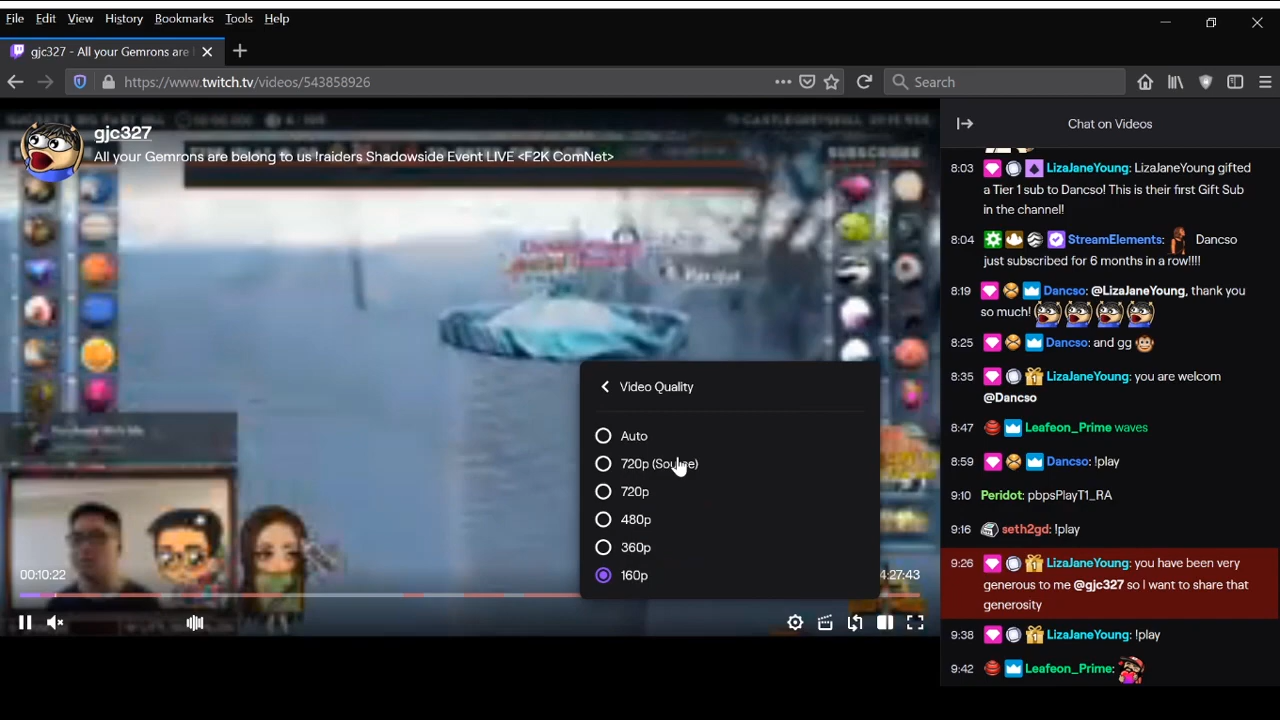 File Edit View History Bookmarks Tools Help
gjc327 - All your Gemrons are
https://www.twitch.tv/videos/543858926
Search
gjc327
All your Gemrons are belong to us !raiders Shadowside Event LIVE <F2K ComNet>
SUBSCRIBE
Video Quality
Auto
720p (Source)
720p
480p
360p
160p
00:10:22
4:27:43
Chat on Videos
8:03 LizaJaneYoung: LizaJaneYoung gifted
a Tier 1 sub to Dancso! This is their first Gift Sub
in the channel!
8:04 StreamElements: Dancso
just subscribed for 6 months in a row!!!!
8:19 Dancso: @LizaJaneYoung, thank you
so much!
8:25 Dancso: and gg
8:35 LizaJaneYoung: you are welcom
@Dancso
8:47 Leafeon_Prime waves
8:59 Dancso: !play
9:10 Peridot: pbpsPlayT1_RA
9:16 seth2gd: !play
9:26 LizaJaneYoung: you have been very
generous to me @gjc327 so I want to share that
generosity
9:38 LizaJaneYoung: !play
9:42 Leafeon_Prime: